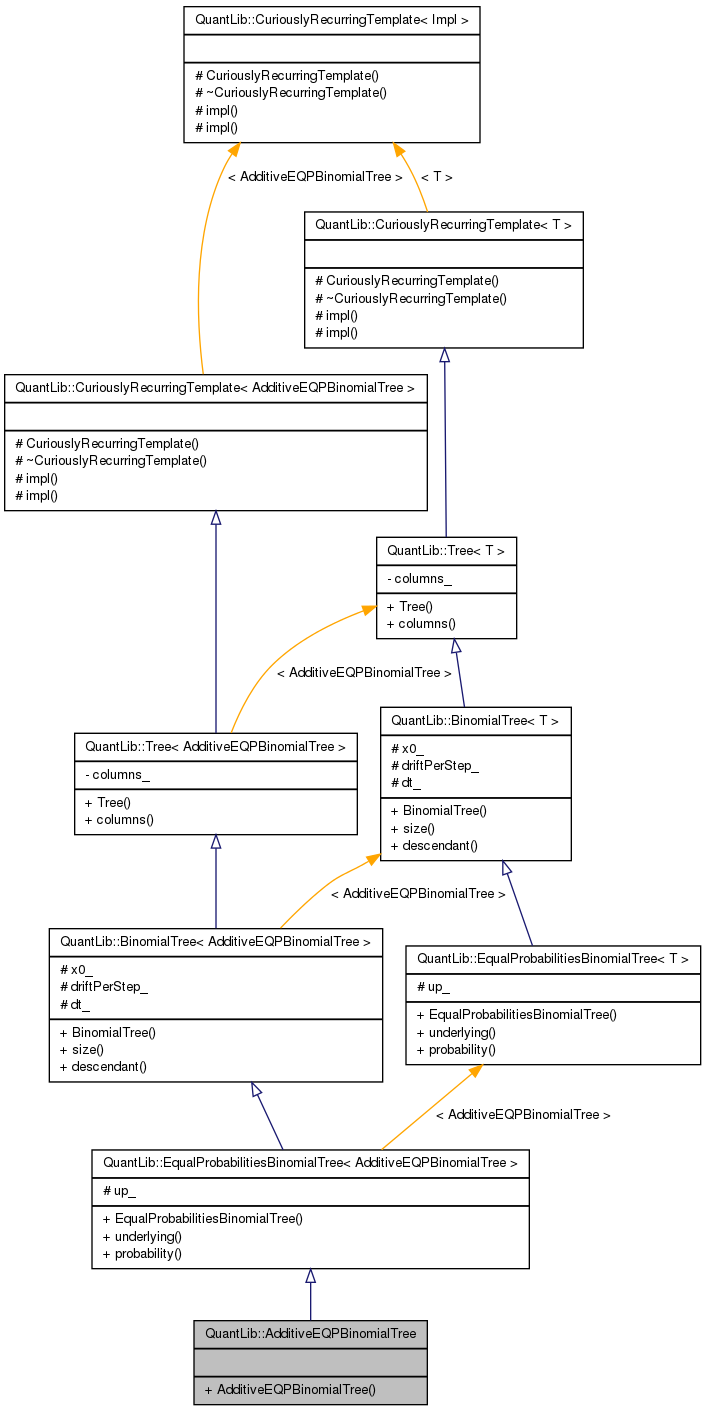 QuantLib::CuriouslyRecurringTemplate< Impl >
# CuriouslyRecurringTemplate()
# ~CuriouslyRecurringTemplate()
# impl()
# impl()
< AdditiveEQPBinomialTree >
< T >
QuantLib::CuriouslyRecurringTemplate< T >
# CuriouslyRecurringTemplate()
# ~CuriouslyRecurringTemplate()
# impl()
# impl()
QuantLib::CuriouslyRecurringTemplate< AdditiveEQPBinomialTree >
# CuriouslyRecurringTemplate()
# ~CuriouslyRecurringTemplate()
# impl()
# impl()
QuantLib::Tree< T >
- columns_
+ Tree()
+ columns()
< AdditiveEQPBinomialTree >
QuantLib::BinomialTree< T >
# x0_
# driftPerStep_
# dt_
+ BinomialTree()
+ size()
+ descendant()
QuantLib::Tree< AdditiveEQPBinomialTree >
- columns_
+ Tree()
+ columns()
< AdditiveEQPBinomialTree >
QuantLib::BinomialTree< AdditiveEQPBinomialTree >
# x0_
# driftPerStep_
# dt_
+ BinomialTree()
+ size()
+ descendant()
QuantLib::EqualProbabilitiesBinomialTree< T >
# up_
+ EqualProbabilitiesBinomialTree()
+ underlying()
+ probability()
< AdditiveEQPBinomialTree >
QuantLib::EqualProbabilitiesBinomialTree< AdditiveEQPBinomialTree >
# up_
+ EqualProbabilitiesBinomialTree()
+ underlying()
+ probability()
QuantLib::AdditiveEQPBinomialTree
+ AdditiveEQPBinomialTree()